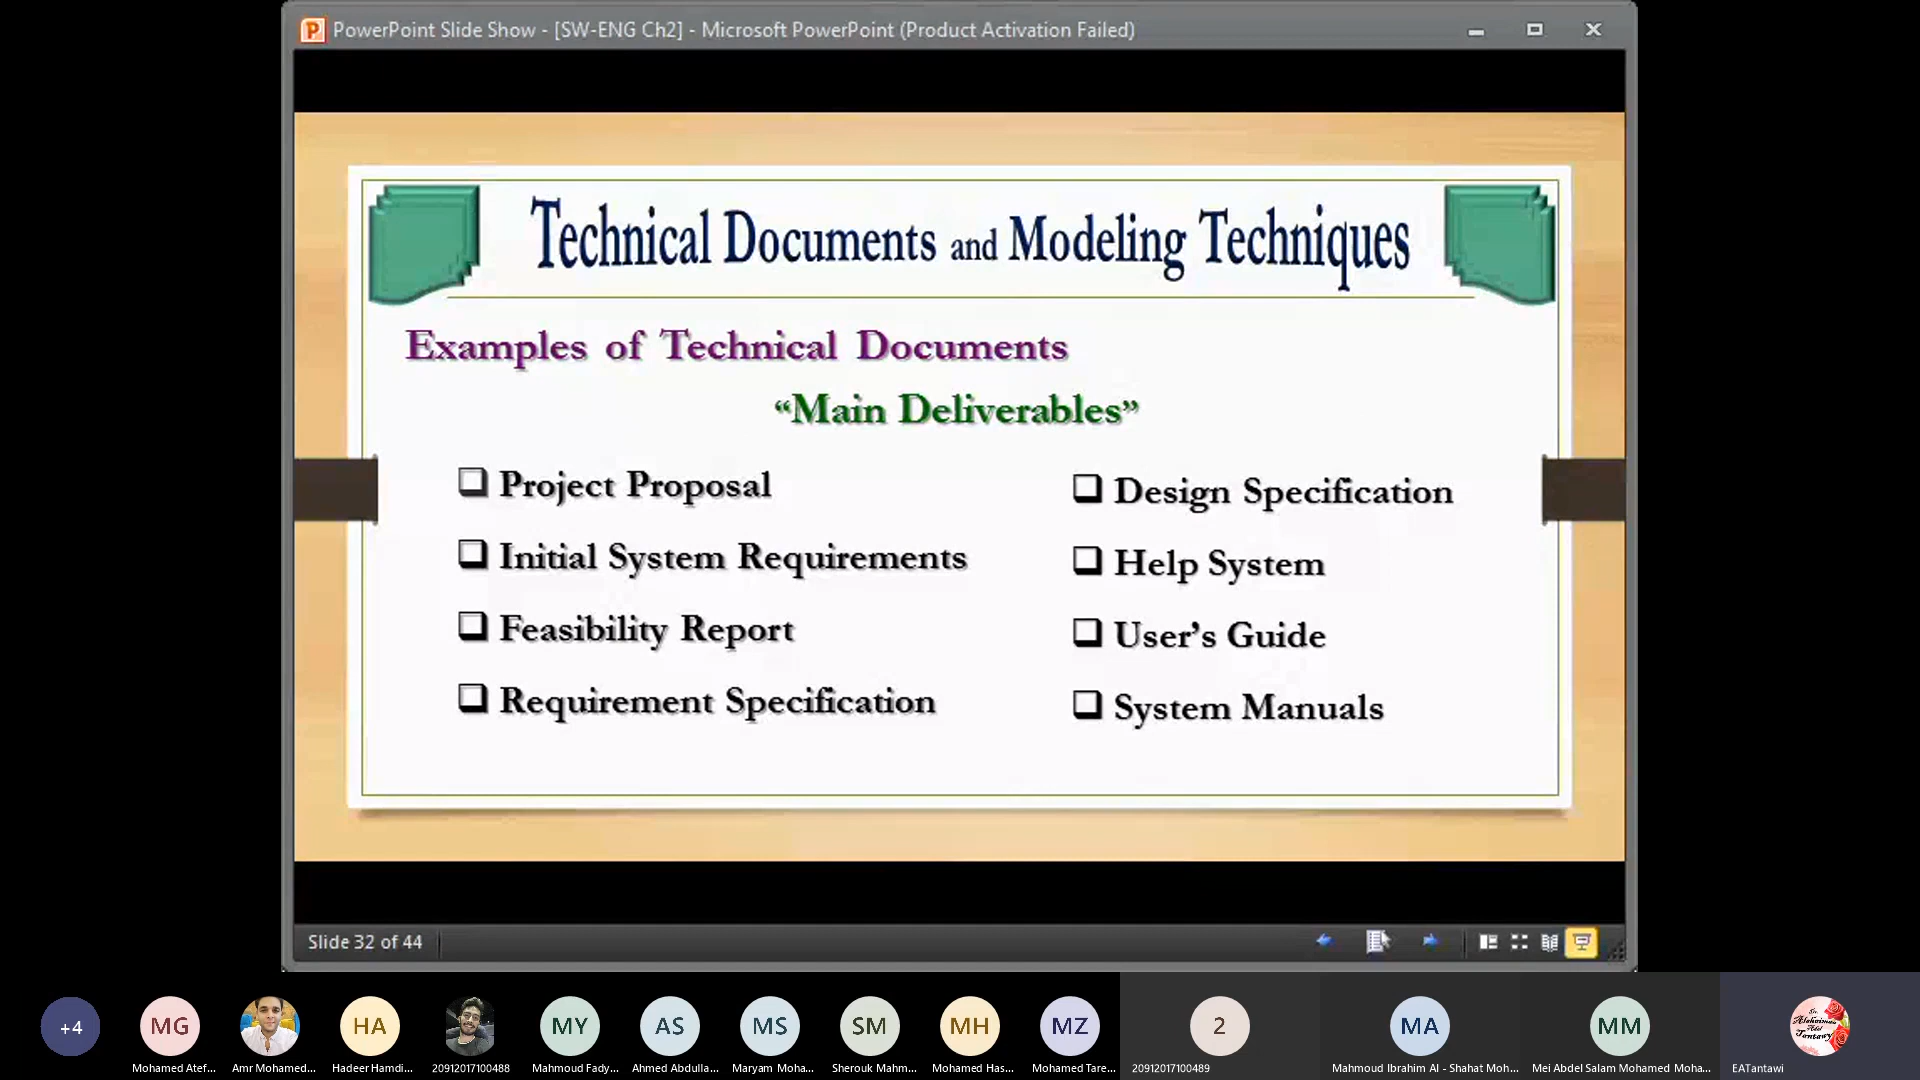 PowerPoint Slide Show - [SW-ENG Ch2] - Microsoft PowerPoint (Product Activation Failed)
Technical Documents and Modeling Techniques
Examples of Technical Documents
“Main Deliverables”
❑ Project Proposal
❑ Initial System Requirements
❑ Feasibility Report
❑ Requirement Specification
❑ Design Specification
❑ Help System
❑ User’s Guide
❑ System Manuals
Slide 32 of 44
+4
MG
HA
MY
AS
MS
SM
MH
MZ
2
MA
MM
Mohamed Atef...
Amr Mohamed...
Hadeer Hamdi...
20912017100488
Mahmoud Fady...
Ahmed Abdulla...
Maryam Moha...
Sherouk Mahm...
Mohamed Has...
Mohamed Tare...
20912017100489
Mahmoud Ibrahim Al - Shahat Moh...
Mei Abdel Salam Mohamed Moha...
EATantawi